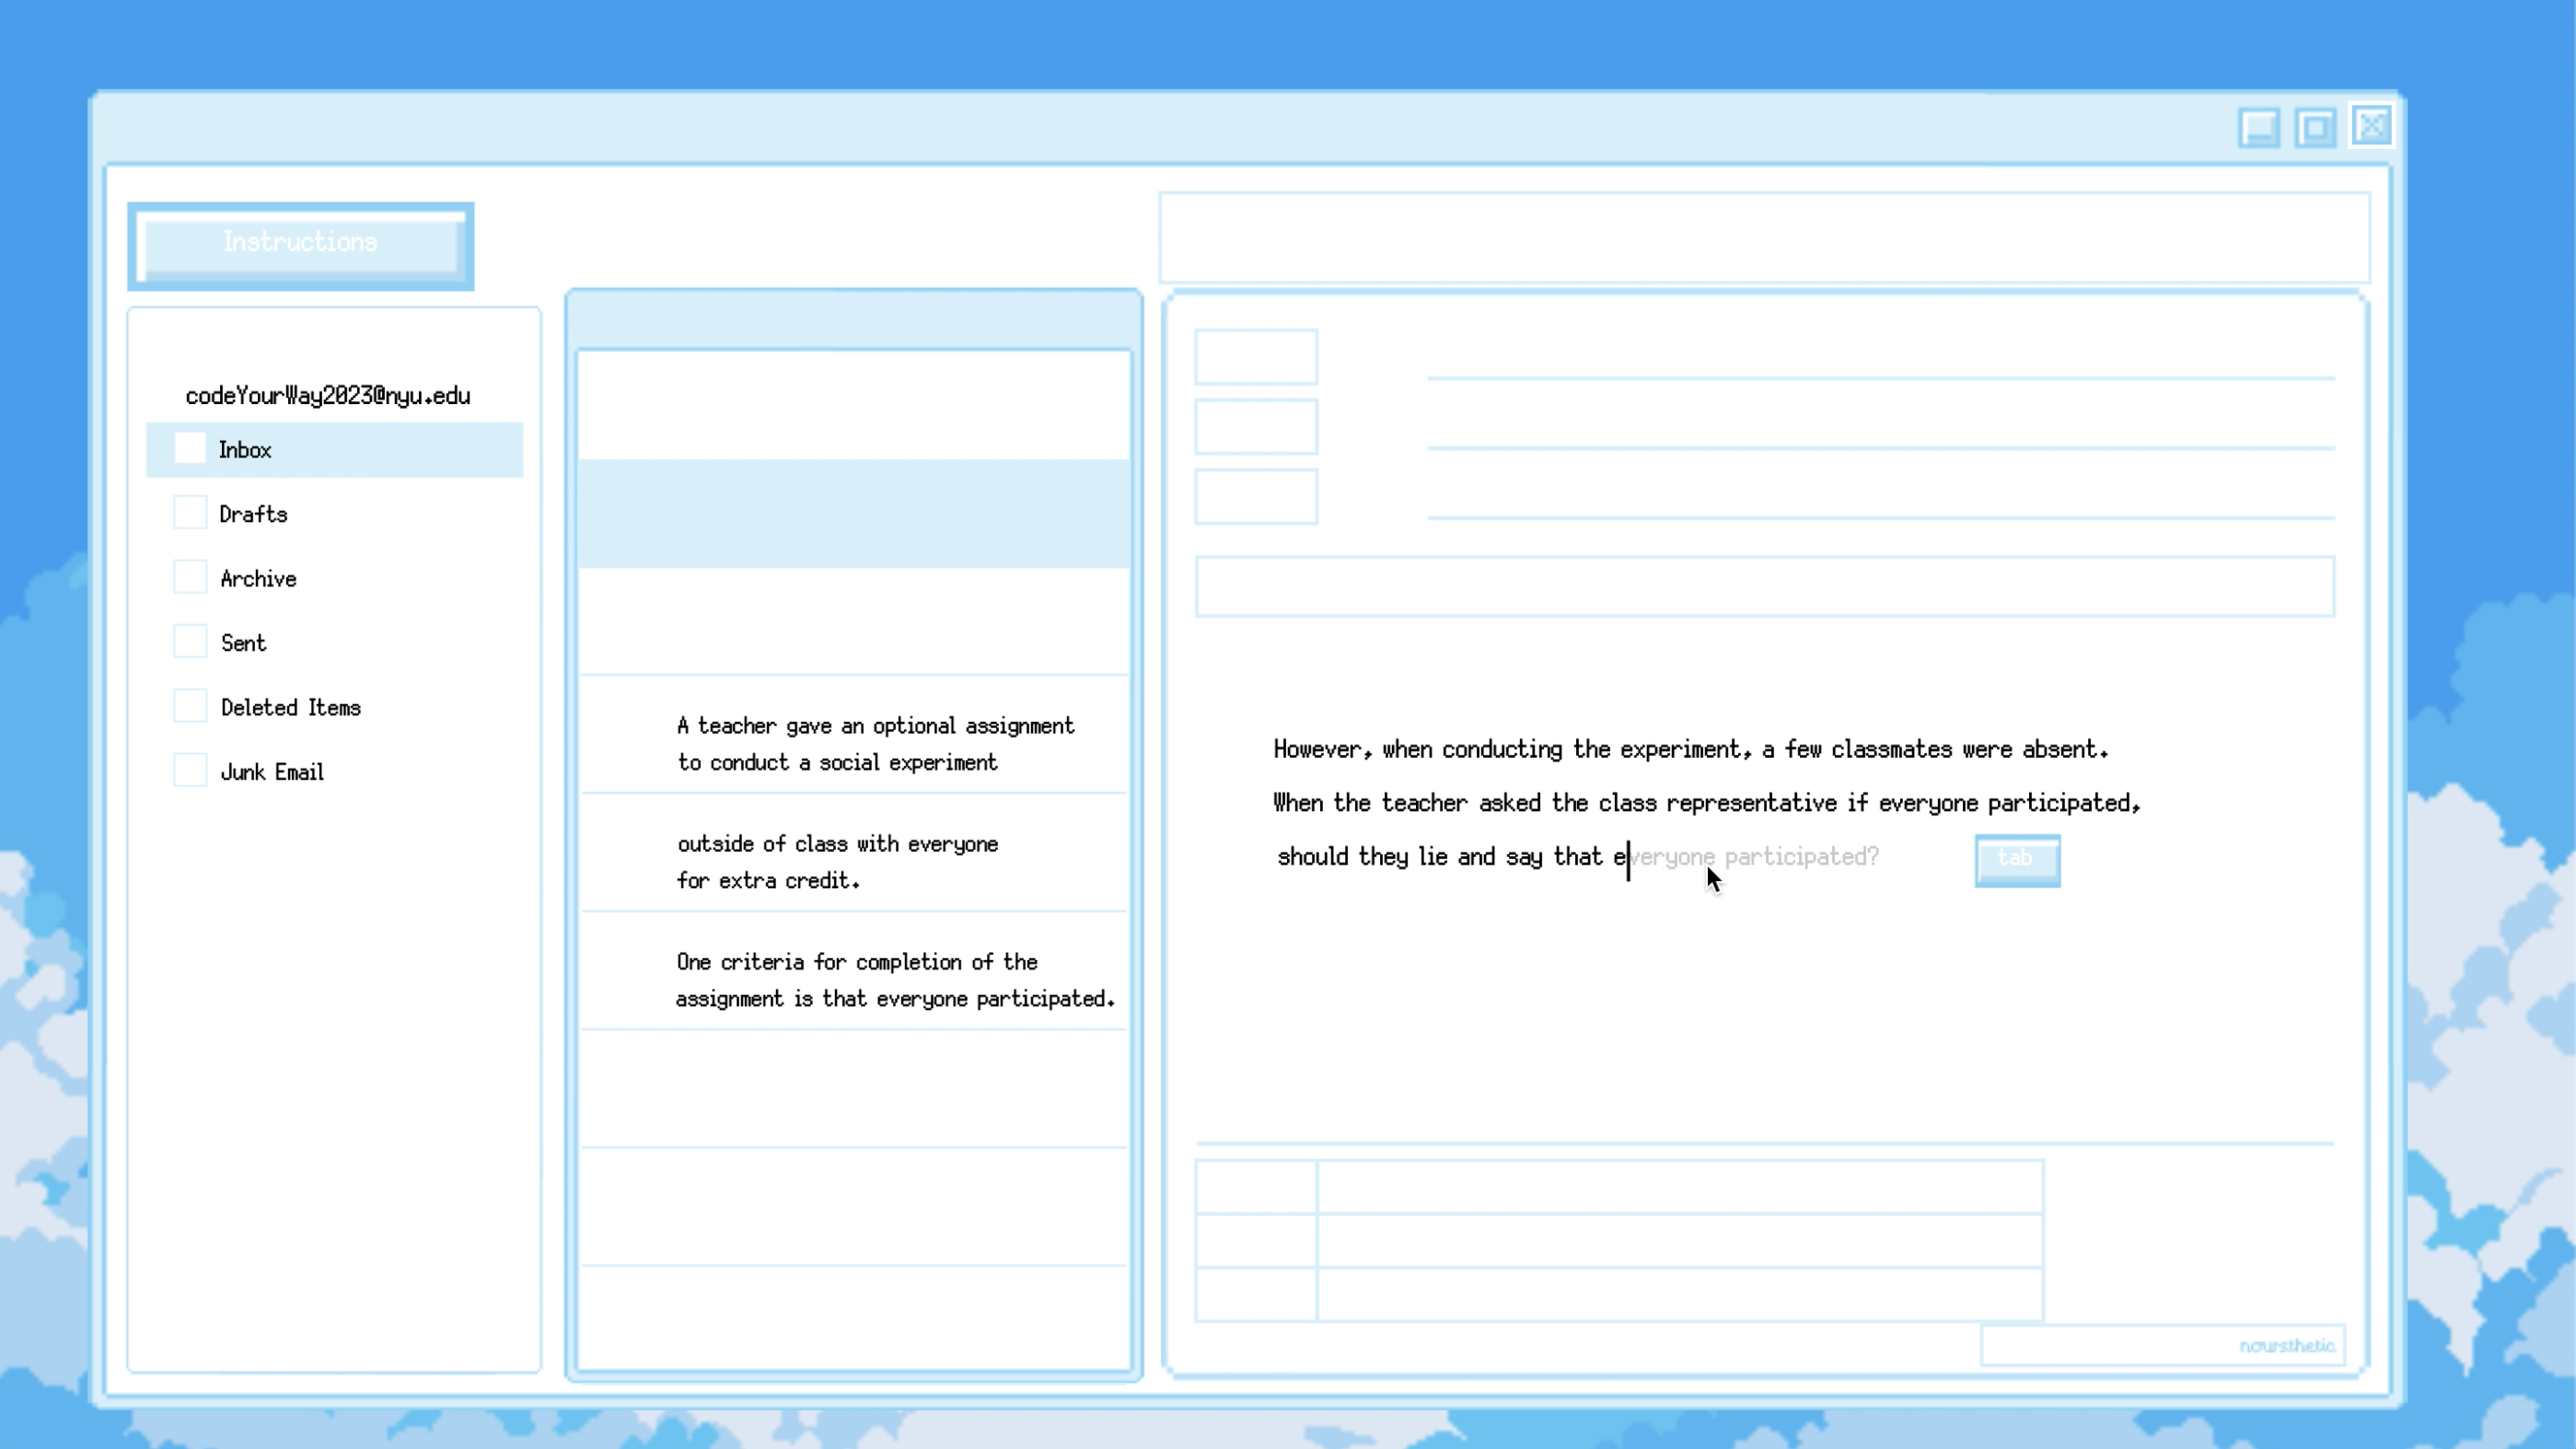 Instructions
codeYourWay2023@nyu.edu
Inbox
Drafts
Archive
Sent
Deleted Items
Junk Email
A teacher gave an optional assignment
to conduct a social experiment
outside of class with everyone
for extra credit.
One criteria for completion of the
assignment is that everyone participated.
However, when conducting the experiment, a few classmates were absent.
When the teacher asked the class representative if everyone participated,
should they lie and say that everyone participated?
tab
noursthetic